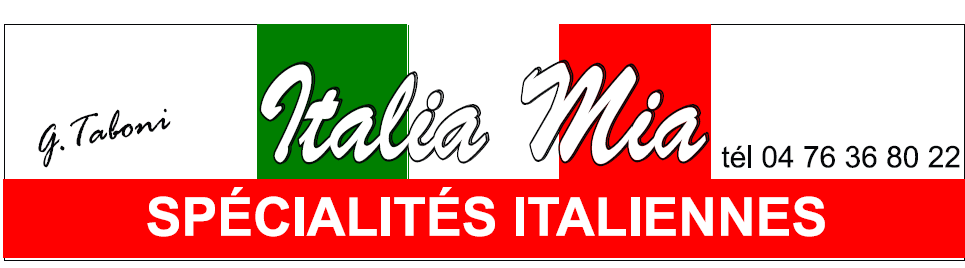 G. Taboni
Italia Mia
tél 04 76 36 80 22
SPÉCIALITÉS ITALIENNES